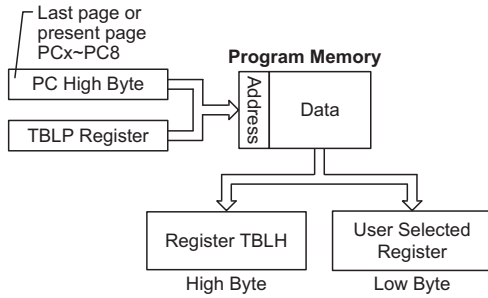 Last page or
present page
PCx~PC8
Program Memory
PC High Byte
Address
Data
TBLP Register
Register TBLH
User Selected
Register
High Byte
Low Byte